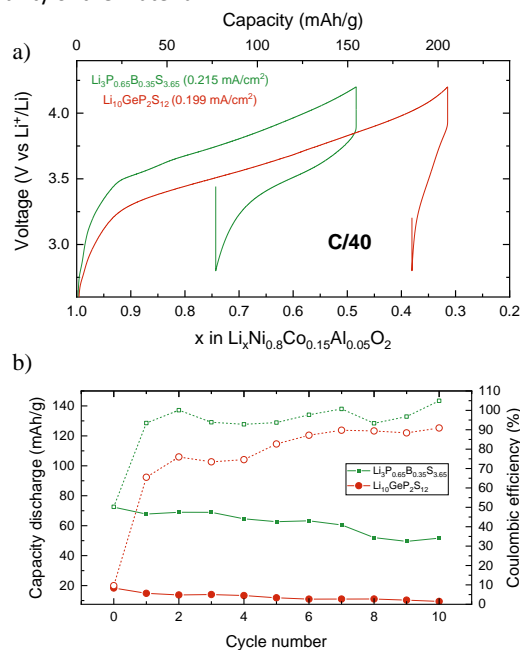 Capacity (mAh/g)
0 50 100 150 200
a)
Li₃P₀.₆₅B₀.₃₅S₃.₆₅ (0.215 mA/cm²)
Li₁₀GeP₂S₁₂ (0.199 mA/cm²)
Voltage (V vs Li⁺/Li)
4.0
3.5
3.0
C/40
1.0 0.9 0.8 0.7 0.6 0.5 0.4 0.3 0.2
x in LiₓNi₀.₈Co₀.₁₅Al₀.₀₅O₂
b)
Capacity discharge (mAh/g)
140
120
100
80
60
40
20
Li₃P₀.₆₅B₀.₃₅S₃.₆₅
Li₁₀GeP₂S₁₂
110
100
90
80
70
60
50
40
30
20
10
0
Coulombic efficiency (%)
0 2 4 6 8 10
Cycle number